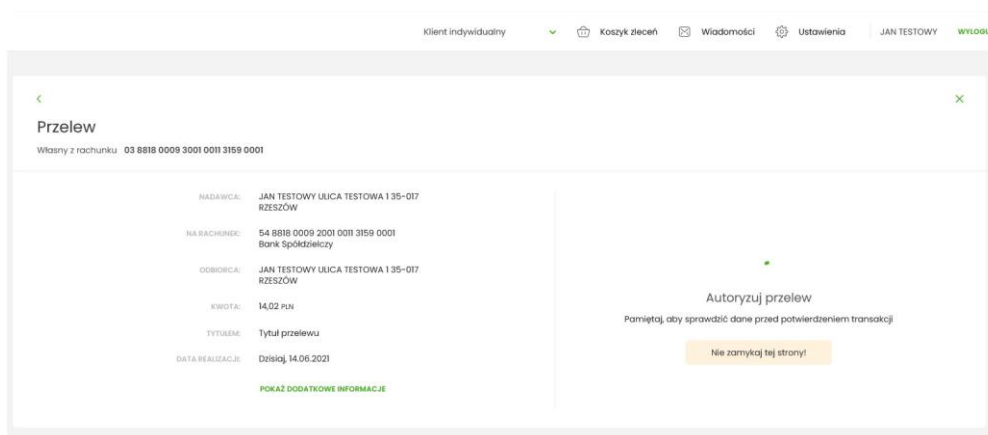 Klient indywidualny Koszyk zleceń Wiadomości Ustawienia JAN TESTOWY WYLOGU
Przelew
Własny z rachunku 03 8818 0009 3001 0011 3159 0001
NADAWCA: JAN TESTOWY ULICA TESTOWA 1 35-017
RZESZÓW
NA RACHUNEK: 54 8818 0009 2001 0011 3159 0001
Bank Spółdzielczy
ODBIORCA: JAN TESTOWY ULICA TESTOWA 1 35-017
RZESZÓW
KWOTA: 14,02 PLN
TYTUŁEM: Tytuł przelewu
DATA REALIZACJI: Dzisiaj, 14.06.2021
POKAŻ DODATKOWE INFORMACJE
Autoryzuj przelew
Pamiętaj, aby sprawdzić dane przed potwierdzeniem transakcji
Nie zamykaj tej strony!